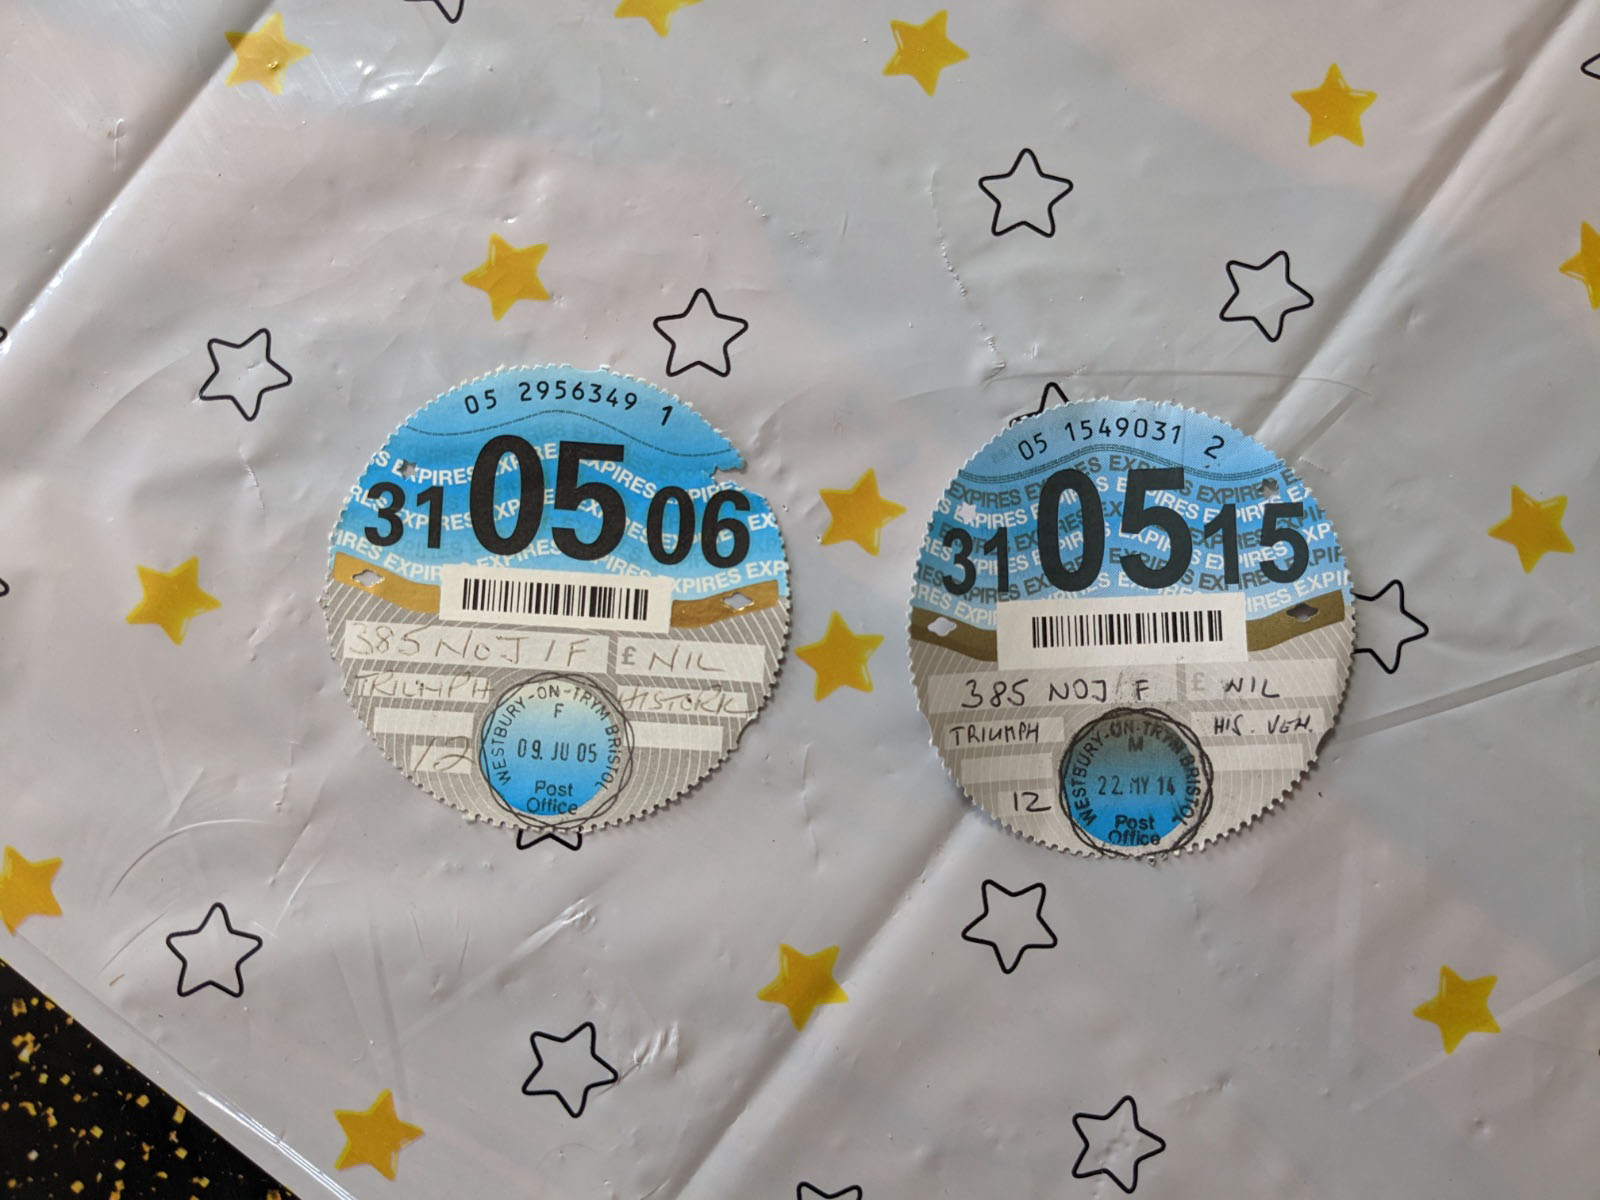 05 2956349 1
31 05 06
385 NOJ / F £ NIL
TRIUMPH HISTORIC
12
WESTBURY-ON-TRYM BRISTOL
F
09. JU 05
Post
Office
05 1549031 2
31 05 15
385 NOJ / F £ NIL
TRIUMPH HIS. VEH.
12
WESTBURY-ON-TRYM BRISTOL
M
22. MY 14
Post
Office